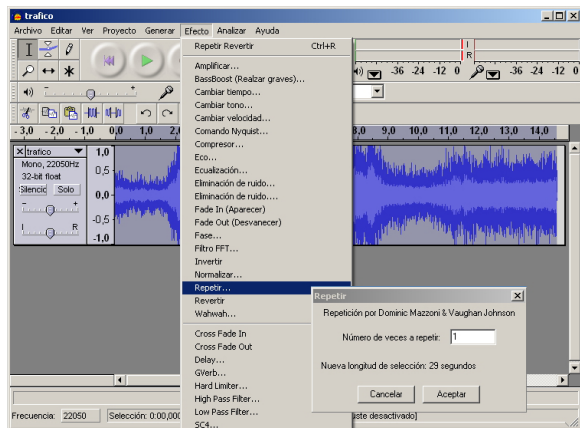 trafico
Archivo Editar Ver Proyecto Generar Efecto Analizar Ayuda
Repetir Revertir Ctrl+R
Amplificar...
BassBoost (Realzar graves)...
Cambiar tiempo...
Cambiar tono...
Cambiar velocidad...
Comando Nyquist...
Compresor...
Eco...
Ecualización...
Eliminación de ruido...
Eliminación de ruido....
Fade In (Aparecer)
Fade Out (Desvanecer)
Fase...
Filtro FFT...
Invertir
Normalizar...
Repetir...
Revertir
Wahwah...
Cross Fade In
Cross Fade Out
Delay...
GVerb...
Hard Limiter...
High Pass Filter...
Low Pass Filter...
SC4...
L
R
-36 -24 -12 0
-36 -24 -12 0
-3,0 -2,0 -1,0 0,0 1,0 2,0
8,0 9,0 10,0 11,0 12,0 13,0 14,0
X trafico
Mono, 22050Hz
32-bit float
Silenci Solo
- +
I R
1,0
0,5
0,0
-0,5
-1,0
Repetir
Repetición por Dominic Mazzoni & Vaughan Johnson
Número de veces a repetir: 1
Nueva longitud de selección: 29 segundos
Cancelar Aceptar
Frecuencia: 22050
Selección: 0:00,000
uste desactivado]